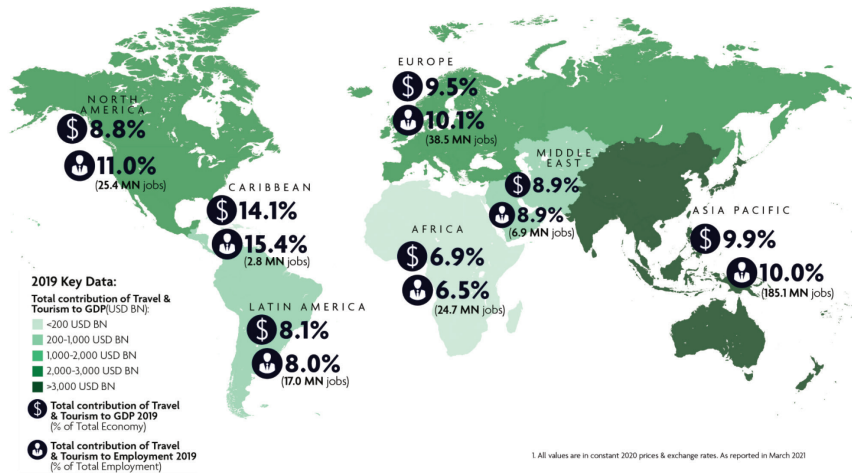 EUROPE
$ 9.5%
10.1%
(38.5 MN jobs)
NORTH
AMERICA
$ 8.8%
11.0%
(25.4 MN jobs)
MIDDLE
EAST
$ 8.9%
8.9%
(6.9 MN jobs)
CARIBBEAN
$ 14.1%
15.4%
(2.8 MN jobs)
AFRICA
$ 6.9%
6.5%
(24.7 MN jobs)
ASIA PACIFIC
$ 9.9%
10.0%
(185.1 MN jobs)
LATIN AMERICA
$ 8.1%
8.0%
(17.0 MN jobs)
2019 Key Data:
Total contribution of Travel &
Tourism to GDP(USD BN):
<200 USD BN
200-1,000 USD BN
1,000-2,000 USD BN
2,000-3,000 USD BN
>3,000 USD BN
$ Total contribution of Travel
& Tourism to GDP 2019
(% of Total Economy)
Total contribution of Travel
& Tourism to Employment 2019
(% of Total Employment)
1. All values are in constant 2020 prices & exchange rates. As reported in March 2021